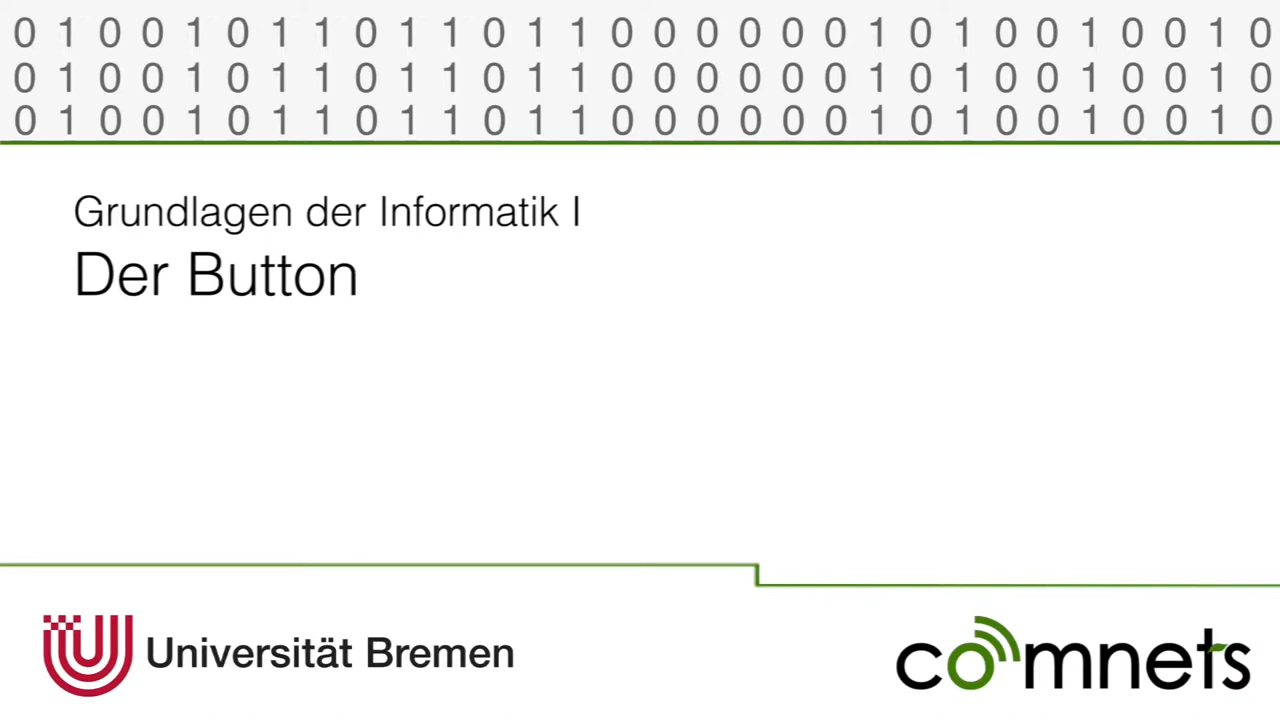 0 1 0 0 1 0 1 1 0 1 1 0 1 1 0 0 0 0 0 0 1 0 1 0 0 1 0 0 1 0
0 1 0 0 1 0 1 1 0 1 1 0 1 1 0 0 0 0 0 0 1 0 1 0 0 1 0 0 1 0
0 1 0 0 1 0 1 1 0 1 1 0 1 1 0 0 0 0 0 0 1 0 1 0 0 1 0 0 1 0
Grundlagen der Informatik I
Der Button
Universität Bremen
comnets